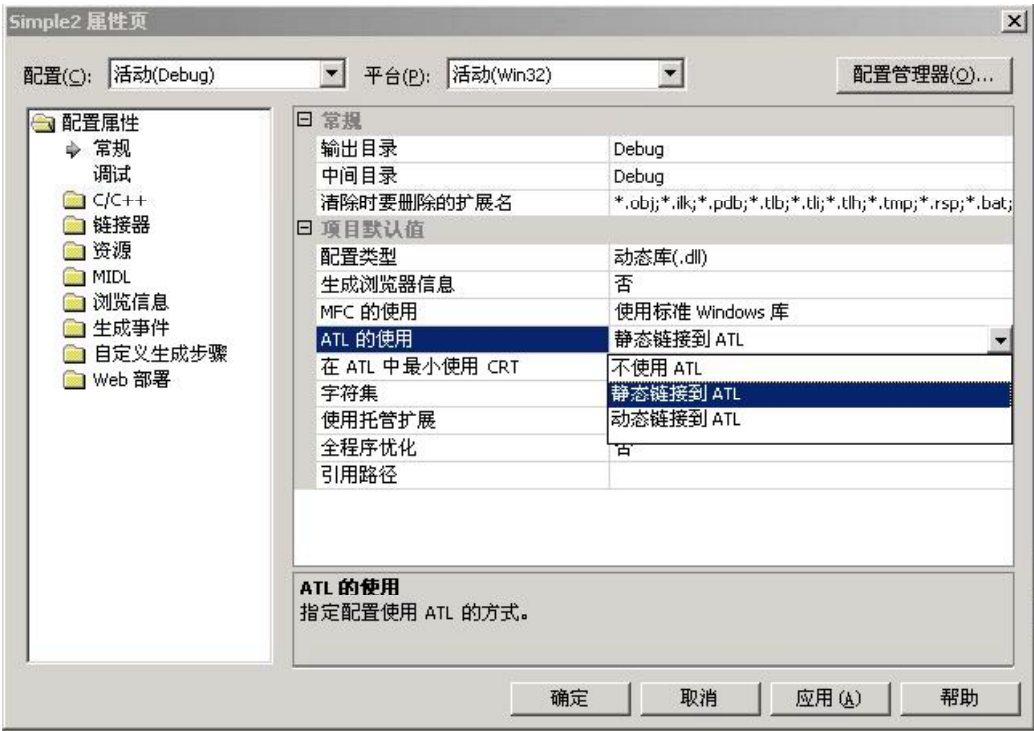 Simple2 属性页
配置(C): 活动(Debug) 平台(P): 活动(Win32) 配置管理器(O)...
配置属性
常规
调试
C/C++
链接器
资源
MIDL
浏览信息
生成事件
自定义生成步骤
Web 部署
常规
输出目录 Debug
中间目录 Debug
清除时要删除的扩展名 *.obj;*.ilk;*.pdb;*.tlb;*.tli;*.tlh;*.tmp;*.rsp;*.bat;
项目默认值
配置类型 动态库(.dll)
生成浏览器信息 否
MFC 的使用 使用标准 Windows 库
ATL 的使用 静态链接到 ATL
在 ATL 中最小使用 CRT 不使用 ATL
字符集 静态链接到 ATL
使用托管扩展 动态链接到 ATL
全程序优化 否
引用路径
ATL 的使用
指定配置使用 ATL 的方式。
确定 取消 应用(A) 帮助